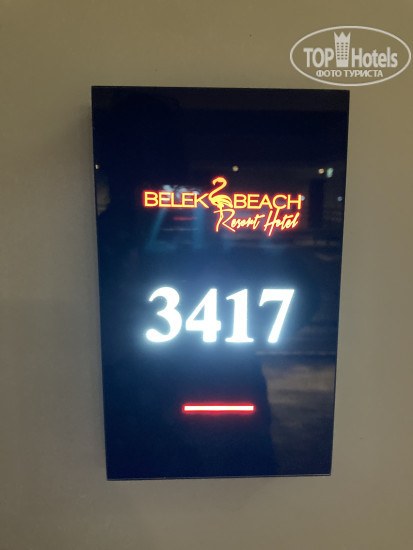 TOP Hotels
ФОТО ТУРИСТА
BELEK BEACH
Resort Hotel
3417